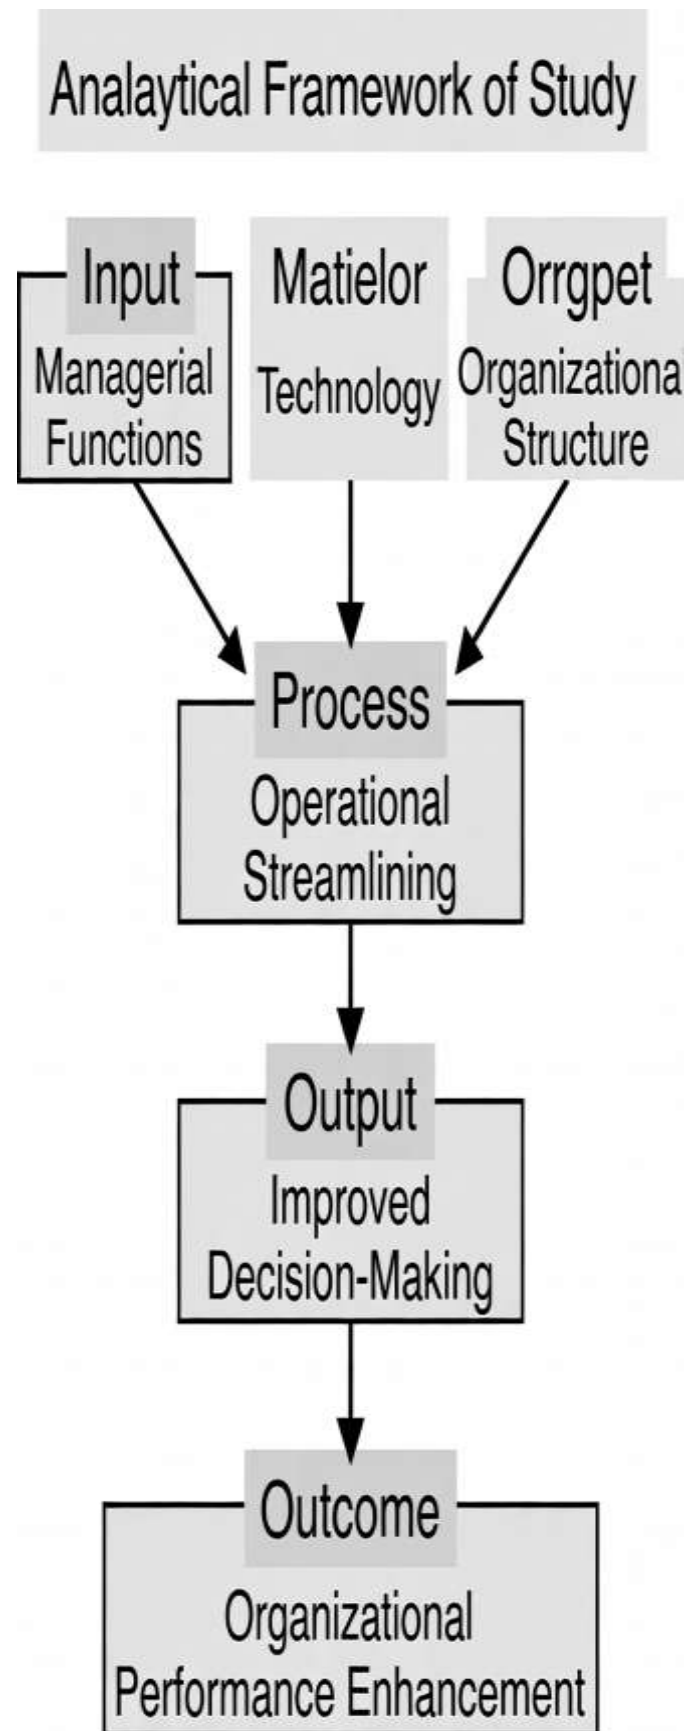 Analaytical Framework of Study
Input
Managerial
Functions
Matielor
Technology
Orrgpet
Organizational
Structure
Process
Operational
Streamlining
Output
Improved
Decision-Making
Outcome
Organizational
Performance Enhancement